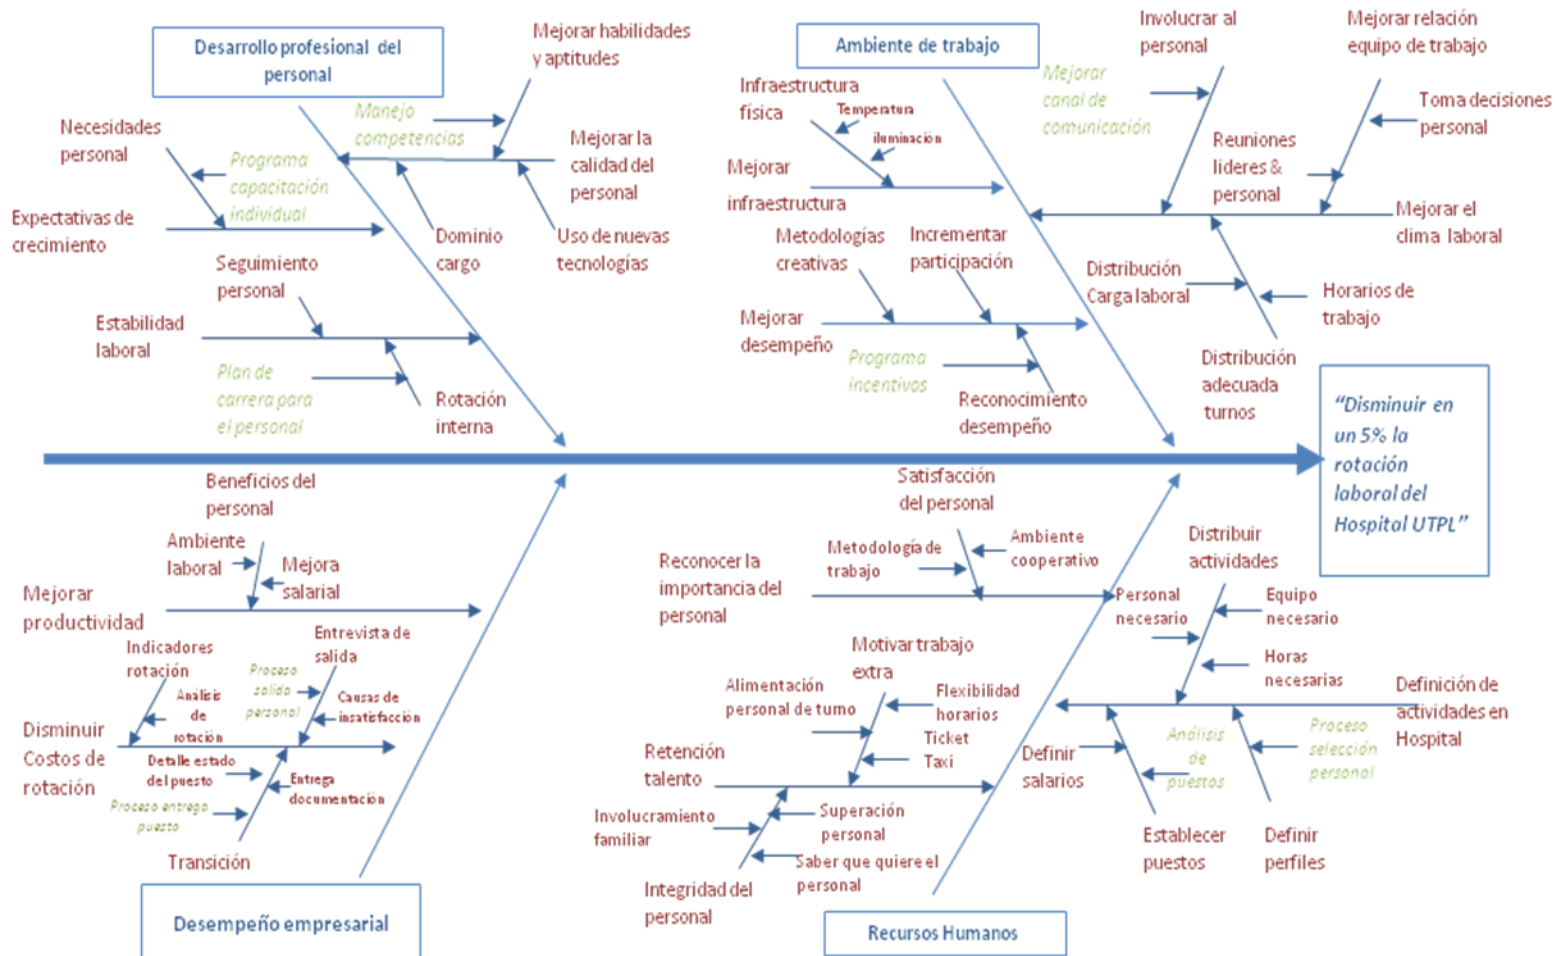 Desarrollo profesional del
personal
Mejorar habilidades
y aptitudes
Manejo
competencias
Necesidades
personal
Programa
capacitación
individual
Mejorar la
calidad del
personal
Expectativas de
crecimiento
Dominio
cargo
Uso de nuevas
tecnologías
Seguimiento
personal
Estabilidad
laboral
Plan de
carrera para
el personal
Rotación
interna
Ambiente de trabajo
Involucrar al
personal
Mejorar relación
equipo de trabajo
Infraestructura
física
Temperatura
iluminación
Mejorar
canal de
comunicación
Toma decisiones
personal
Reuniones
lideres &
personal
Mejorar
infraestructura
Mejorar el
clima laboral
Metodologías
creativas
Incrementar
participación
Distribución
Carga laboral
Horarios de
trabajo
Mejorar
desempeño
Programa
incentivos
Reconocimiento
desempeño
Distribución
adecuada
turnos
“Disminuir en
un 5% la
rotación
laboral del
Hospital UTPL”
Beneficios del
personal
Ambiente
laboral
Mejora
salarial
Mejorar
productividad
Indicadores
rotación
Análisis
de
rotación
Entrevista de
salida
Proceso
salida
personal
Causas de
insatisfacción
Disminuir
Costos de
rotación
Detalle estado
del puesto
Entrega
documentación
Proceso entrega
puesto
Transición
Desempeño empresarial
Satisfacción
del personal
Metodología de
trabajo
Ambiente
cooperativo
Reconocer la
importancia del
personal
Distribuir
actividades
Personal
necesario
Equipo
necesario
Horas
necesarias
Motivar trabajo
extra
Alimentación
personal de turno
Flexibilidad
horarios
Ticket
Taxi
Retención
talento
Definición de
actividades en
Hospital
Definir
salarios
Análisis
de
puestos
Proceso
selección
personal
Involucramiento
familiar
Superación
personal
Saber que quiere el
personal
Establecer
puestos
Definir
perfiles
Integridad del
personal
Recursos Humanos